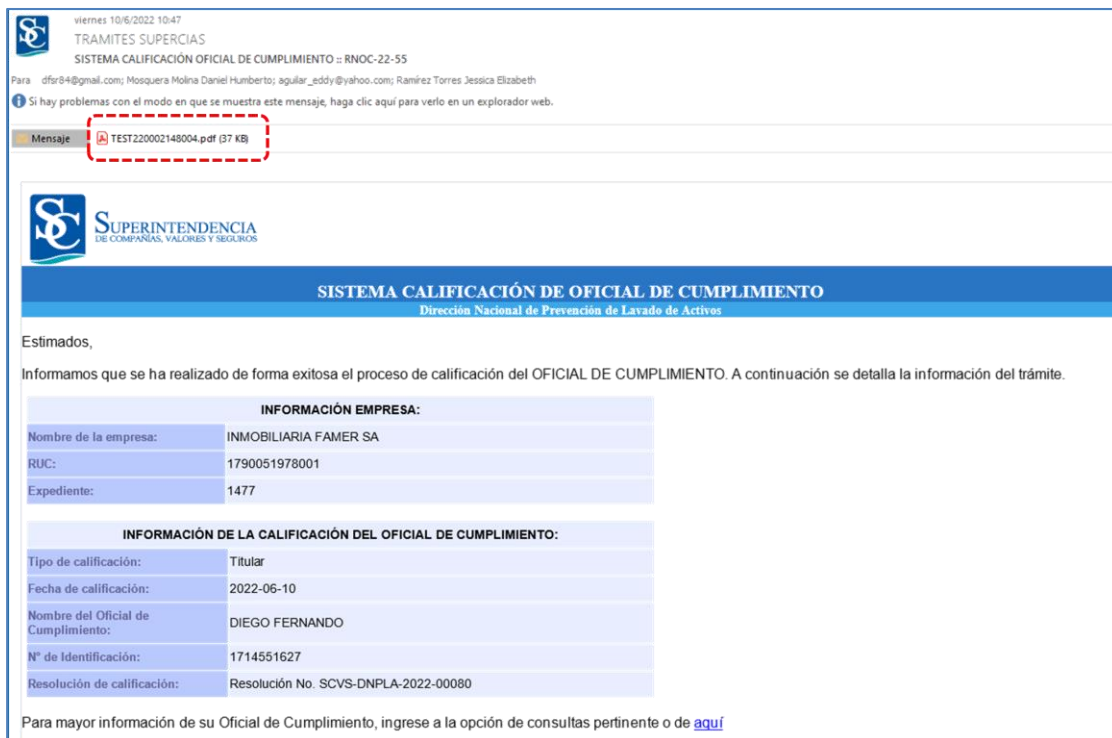 SC
viernes 10/6/2022 10:47
TRAMITES SUPERCIAS
SISTEMA CALIFICACIÓN OFICIAL DE CUMPLIMIENTO :: RNOC-22-55
Para dfsr84@gmail.com; Mosquera Molina Daniel Humberto; aguilar_eddy@yahoo.com; Ramírez Torres Jessica Elizabeth
Si hay problemas con el modo en que se muestra este mensaje, haga clic aquí para verlo en un explorador web.
Mensaje TEST220002148004.pdf (37 KB)
SC SUPERINTENDENCIA
DE COMPAÑÍAS, VALORES Y SEGUROS
SISTEMA CALIFICACIÓN DE OFICIAL DE CUMPLIMIENTO
Dirección Nacional de Prevención de Lavado de Activos
Estimados,
Informamos que se ha realizado de forma exitosa el proceso de calificación del OFICIAL DE CUMPLIMIENTO. A continuación se detalla la información del trámite.
INFORMACIÓN EMPRESA:
Nombre de la empresa: INMOBILIARIA FAMER SA
RUC: 1790051978001
Expediente: 1477
INFORMACIÓN DE LA CALIFICACIÓN DEL OFICIAL DE CUMPLIMIENTO:
Tipo de calificación: Titular
Fecha de calificación: 2022-06-10
Nombre del Oficial de
Cumplimiento: DIEGO FERNANDO
N° de Identificación: 1714551627
Resolución de calificación: Resolución No. SCVS-DNPLA-2022-00080
Para mayor información de su Oficial de Cumplimiento, ingrese a la opción de consultas pertinente o de aquí